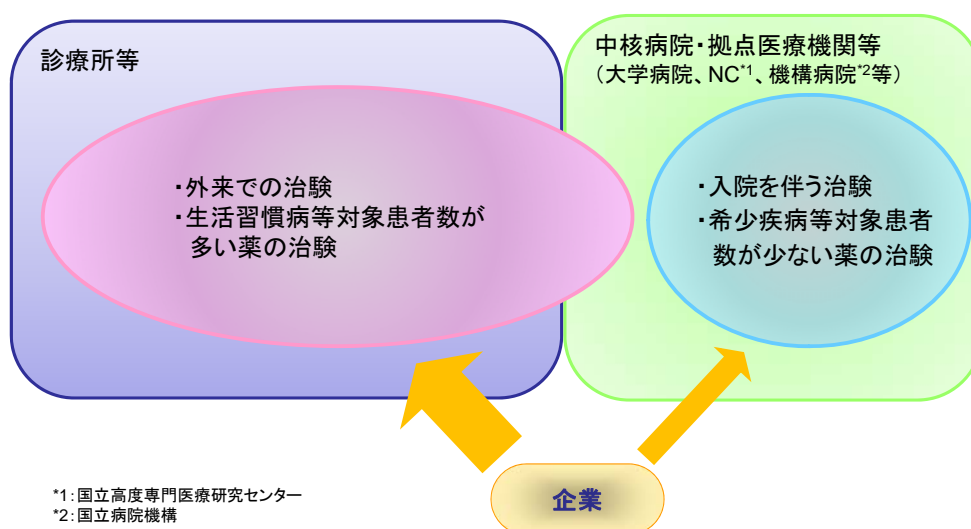 診療所等
中核病院・拠点医療機関等
（大学病院、NC*1、機構病院*2等）
・外来での治験
・生活習慣病等対象患者数が
多い薬の治験
・入院を伴う治験
・希少疾病等対象患者
数が少ない薬の治験
企業
*1：国立高度専門医療研究センター
*2：国立病院機構